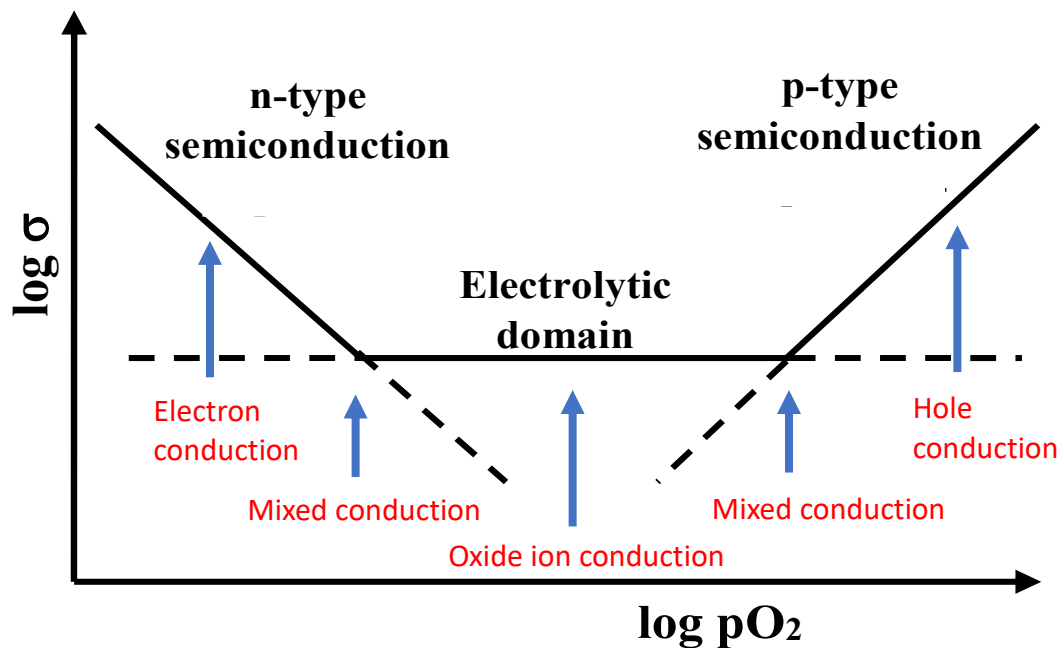 n-type
semiconduction
p-type
semiconduction
log σ
Electrolytic
domain
Electron
conduction
Hole
conduction
Mixed conduction
Mixed conduction
Oxide ion conduction
log pO₂